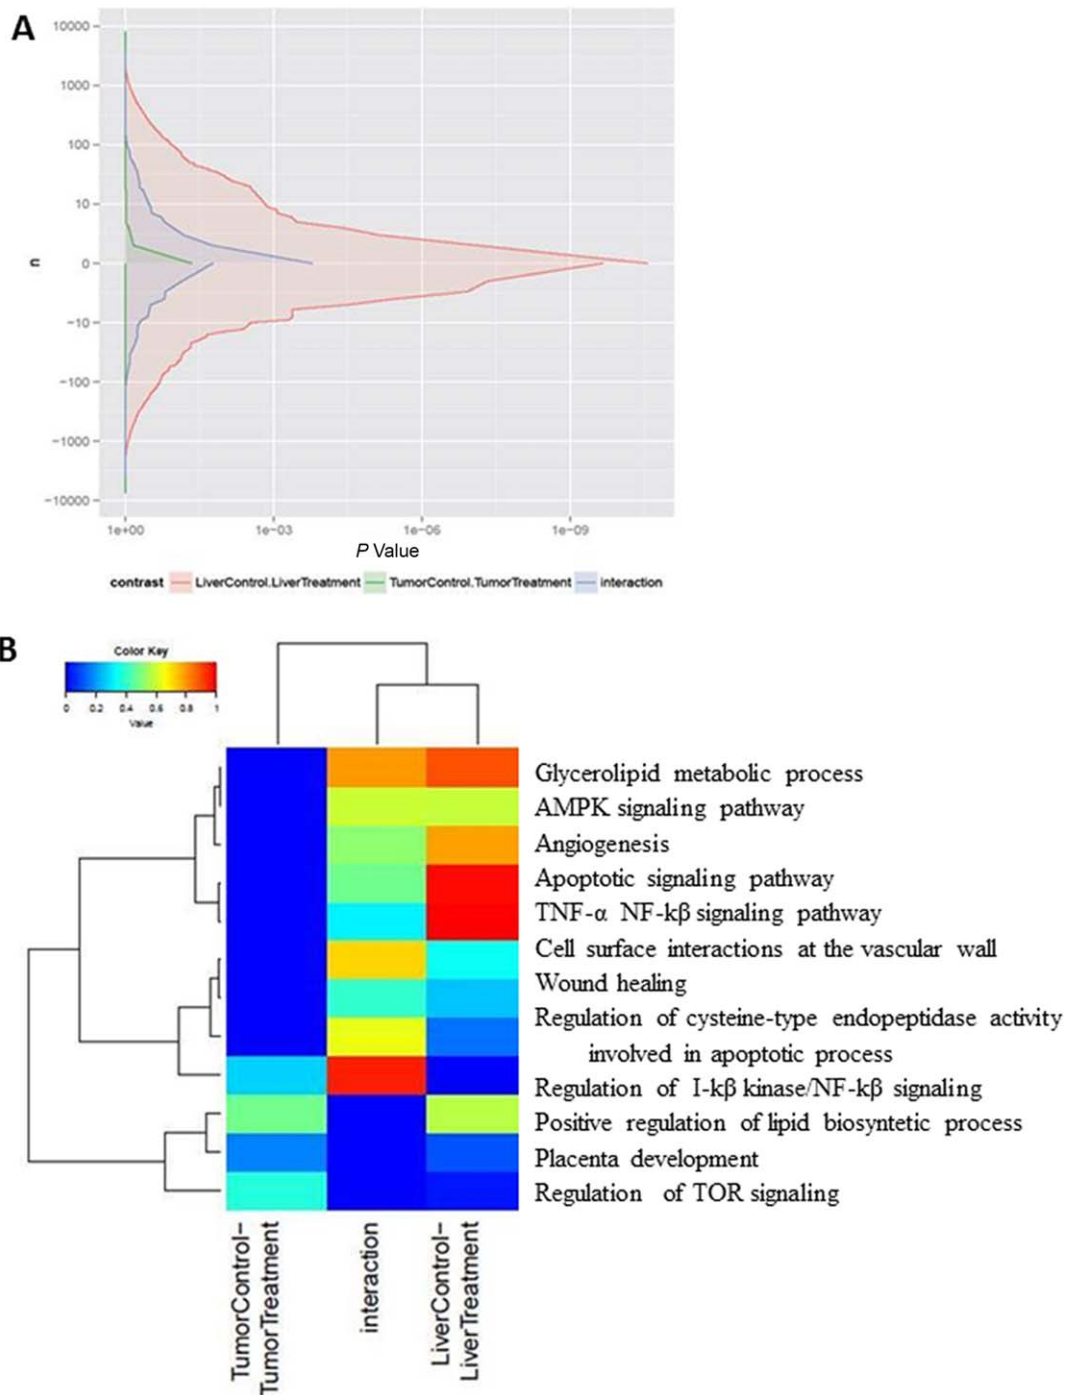 A
10000
1000
100
10
0
−10
−100
−1000
−10000
n
1e+00 1e−03 1e−06 1e−09
P Value
contrast LiverControl.LiverTreatment TumorControl.TumorTreatment interaction
B
Color Key
0 0.2 0.4 0.6 0.8 1
Value
Glycerolipid metabolic process
AMPK signaling pathway
Angiogenesis
Apoptotic signaling pathway
TNF-α NF-kβ signaling pathway
Cell surface interactions at the vascular wall
Wound healing
Regulation of cysteine-type endopeptidase activity
involved in apoptotic process
Regulation of I-kβ kinase/NF-kβ signaling
Positive regulation of lipid biosyntetic process
Placenta development
Regulation of TOR signaling
TumorControl−
TumorTreatment
interaction
LiverControl−
LiverTreatment